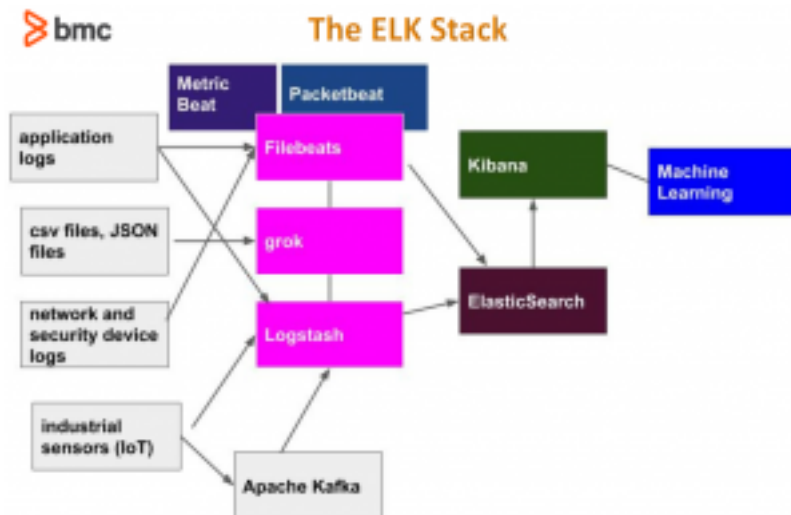 bmc
The ELK Stack
Metric
Beat
Packetbeat
application
logs
Filebeats
Kibana
Machine
Learning
csv files, JSON
files
grok
network and
security device
logs
Logstash
ElasticSearch
industrial
sensors (IoT)
Apache Kafka